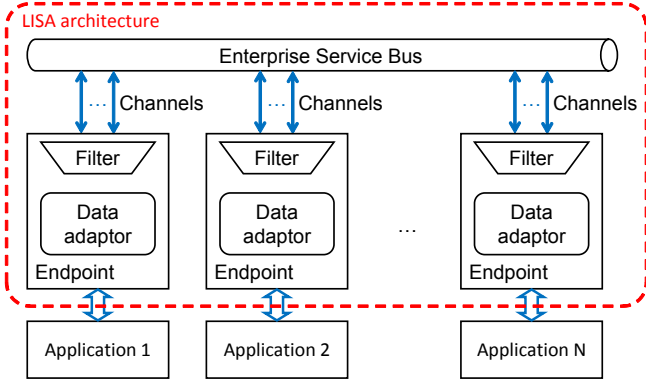 LISA architecture
Enterprise Service Bus
... Channels ... Channels ... Channels
Filter Filter Filter
Data Data Data
adaptor adaptor adaptor
...
Endpoint Endpoint Endpoint
Application 1 Application 2 Application N